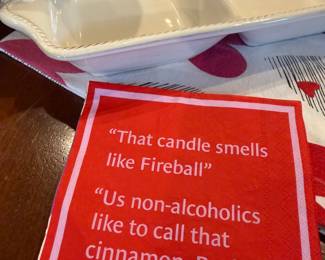 “That candle smells
like Fireball”
“Us non-alcoholics
like to call that
cinnamon.